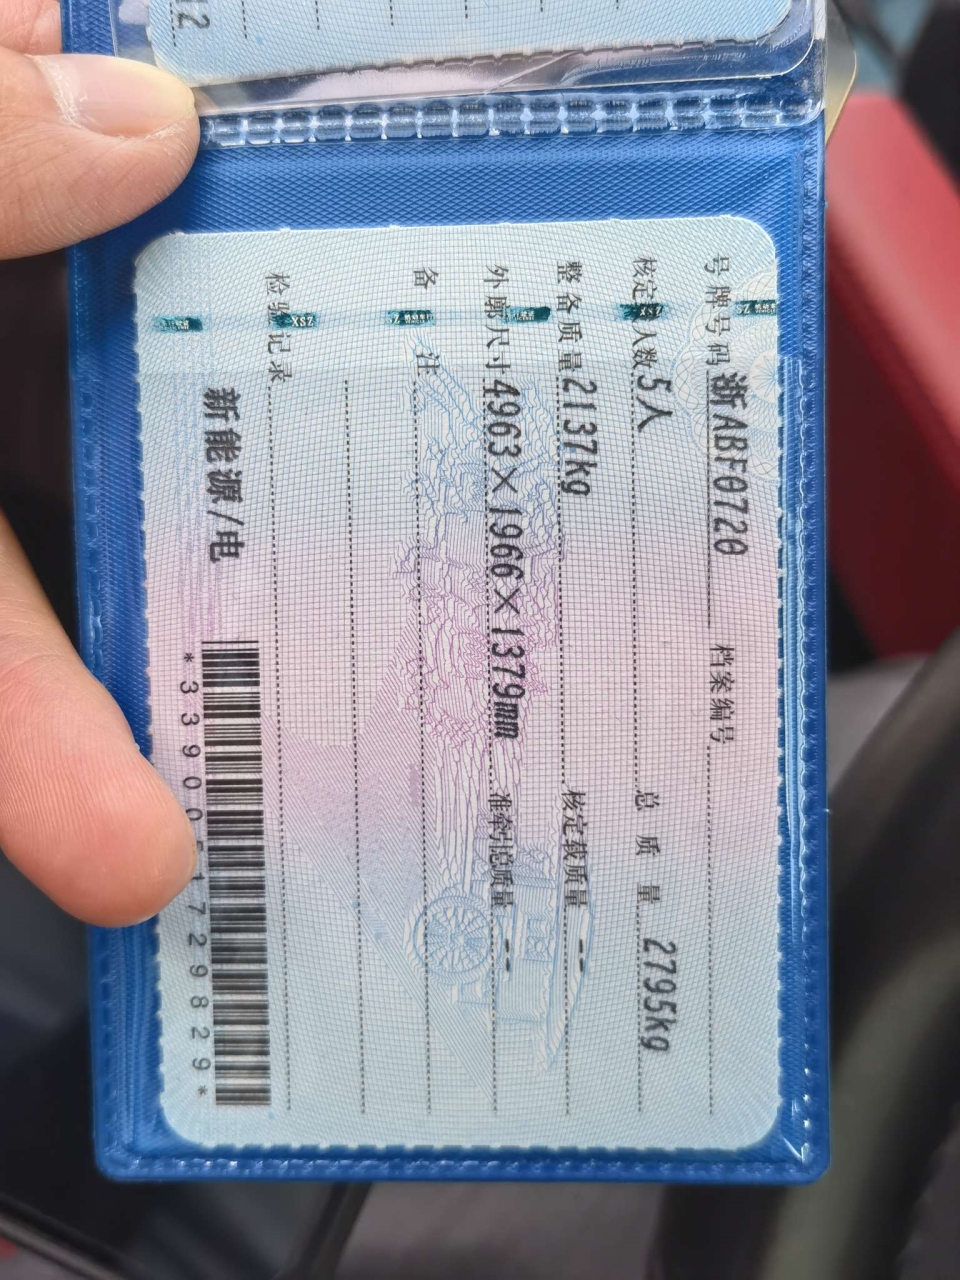 12
号牌号码 浙ABF0720 档案编号
核定人数 5人 总质量 2795kg
整备质量 2137kg 核定载质量 --
外廓尺寸 4963×1966×1379mm 准牵引总质量 --
备注
检验记录
新能源/电